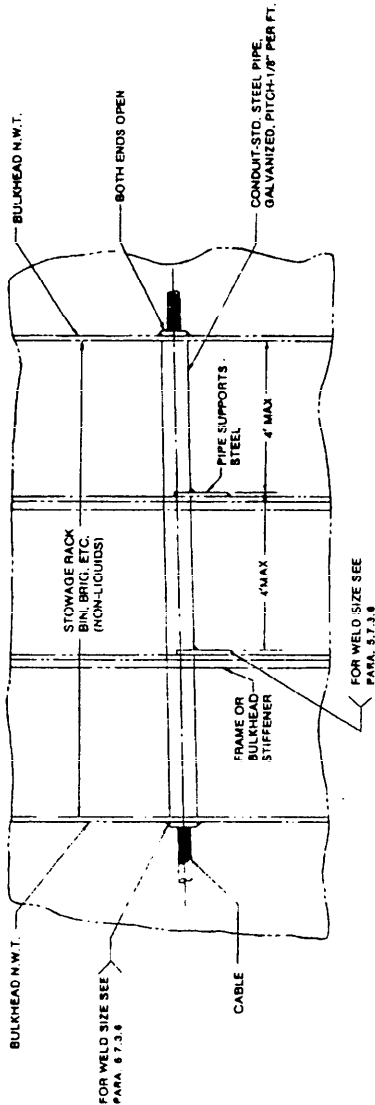 BULKHEAD N.W.T.
FOR WELD SIZE SEE
PARA. 5.7.3.6
CABLE
STOWAGE RACK
BIN, BRIG, ETC.
(NON-LIQUIDS)
FRAME OR
BULKHEAD
STIFFENER
FOR WELD SIZE SEE
PARA. 5.7.3.6
4' MAX
PIPE SUPPORTS
STEEL
4' MAX
BULKHEAD N.W.T.
BOTH ENDS OPEN
CONDUIT-STD. STEEL PIPE,
GALVANIZED, PITCH-1/8" PER FT.